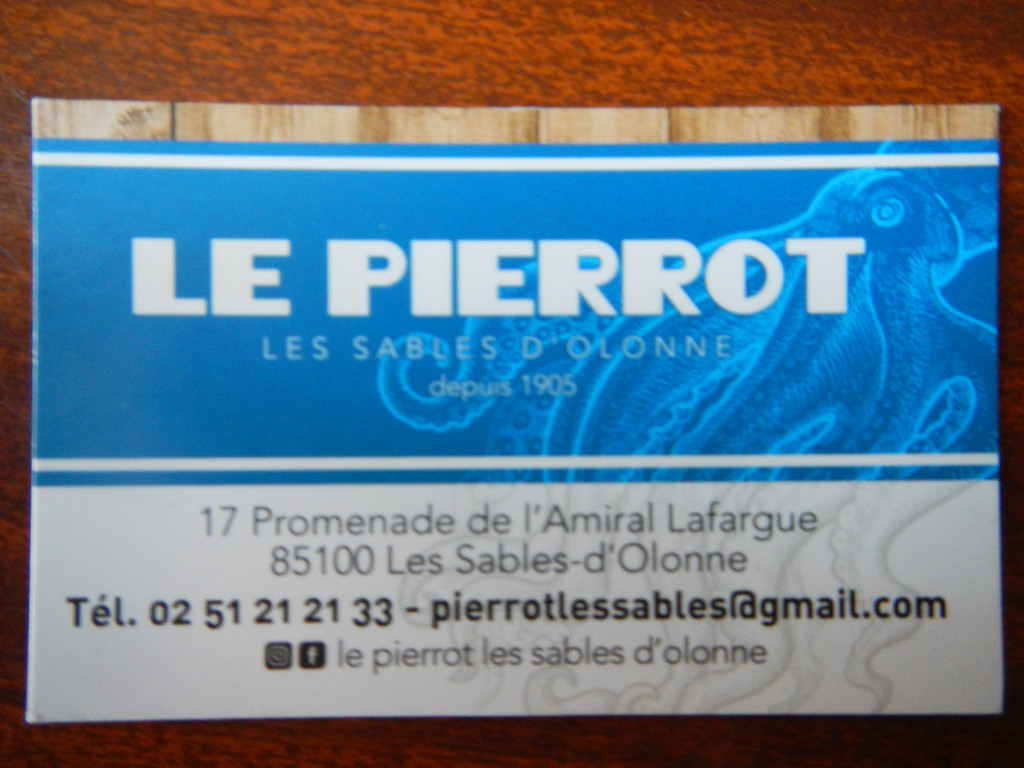 LE PIERROT
LES SABLES D'OLONNE
depuis 1905
17 Promenade de l'Amiral Lafargue
85100 Les Sables-d'Olonne
Tél. 02 51 21 21 33 - pierrotlessables@gmail.com
le pierrot les sables d'olonne